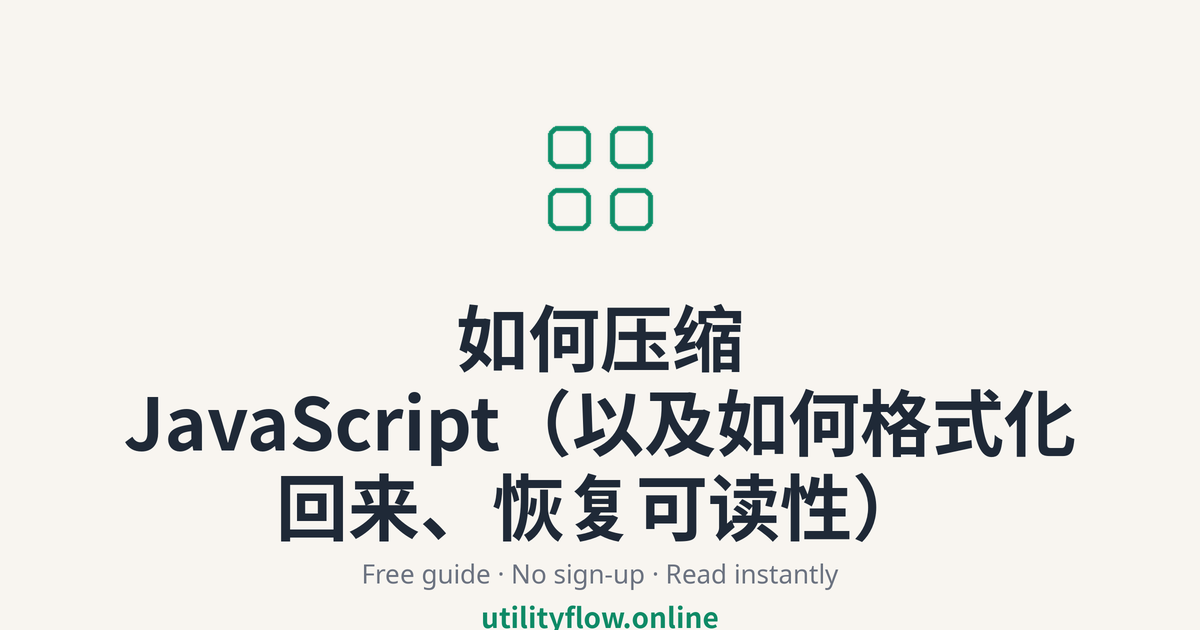 如何压缩
JavaScript（以及如何格式化
回来、恢复可读性）
Free guide · No sign-up · Read instantly
utilityflow.online